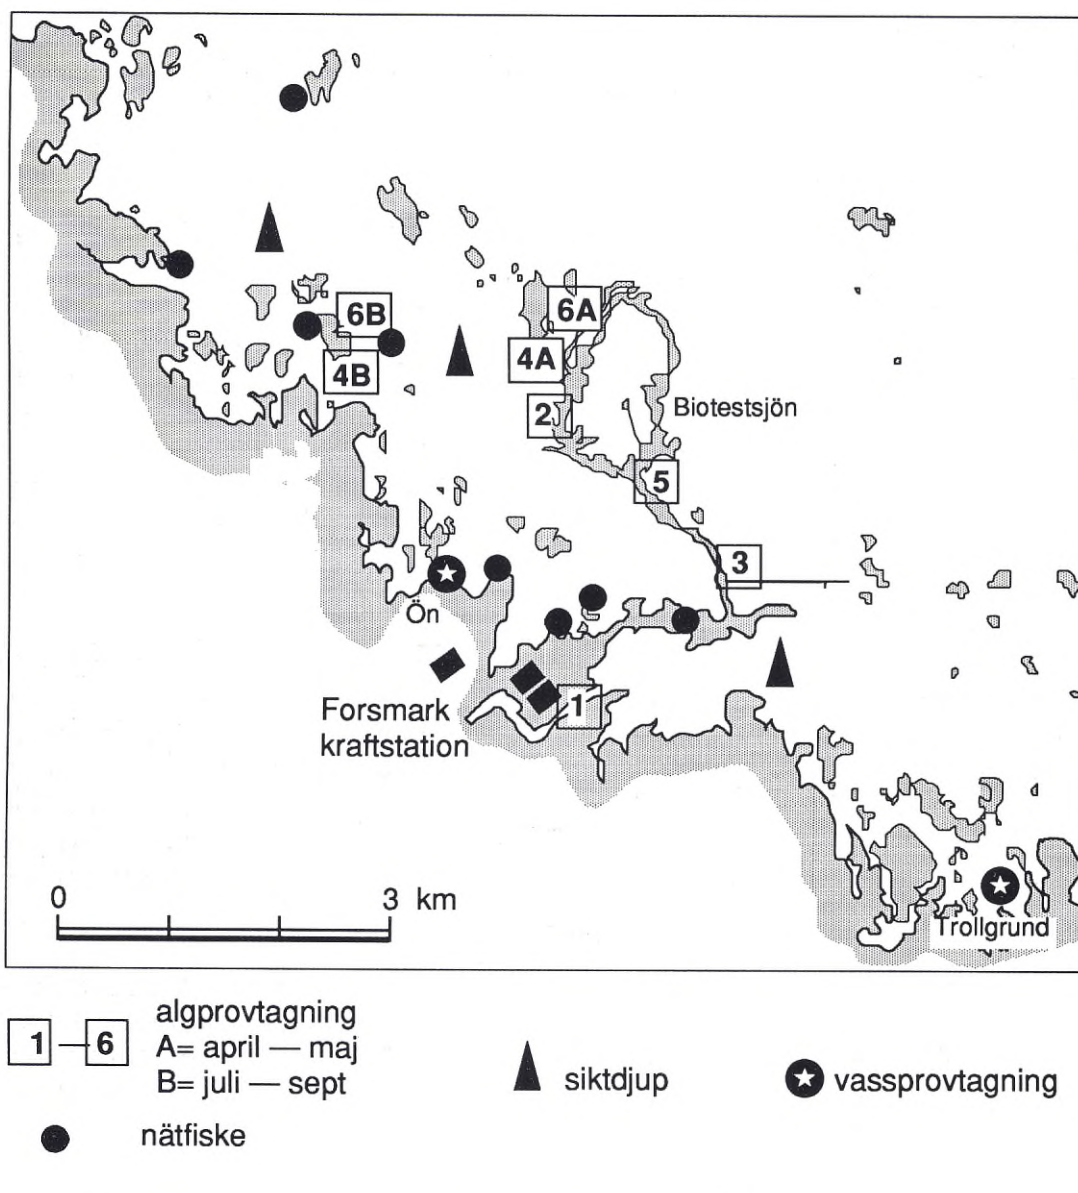 6B
6A
4A
4B
2
Biotestsjön
5
3
Ön
Forsmark
kraftstation
1
0 3 km
Trollgrund
1 — 6 algprovtagning
A= april — maj
B= juli — sept
siktdjup
vassprovtagning
nätfiske